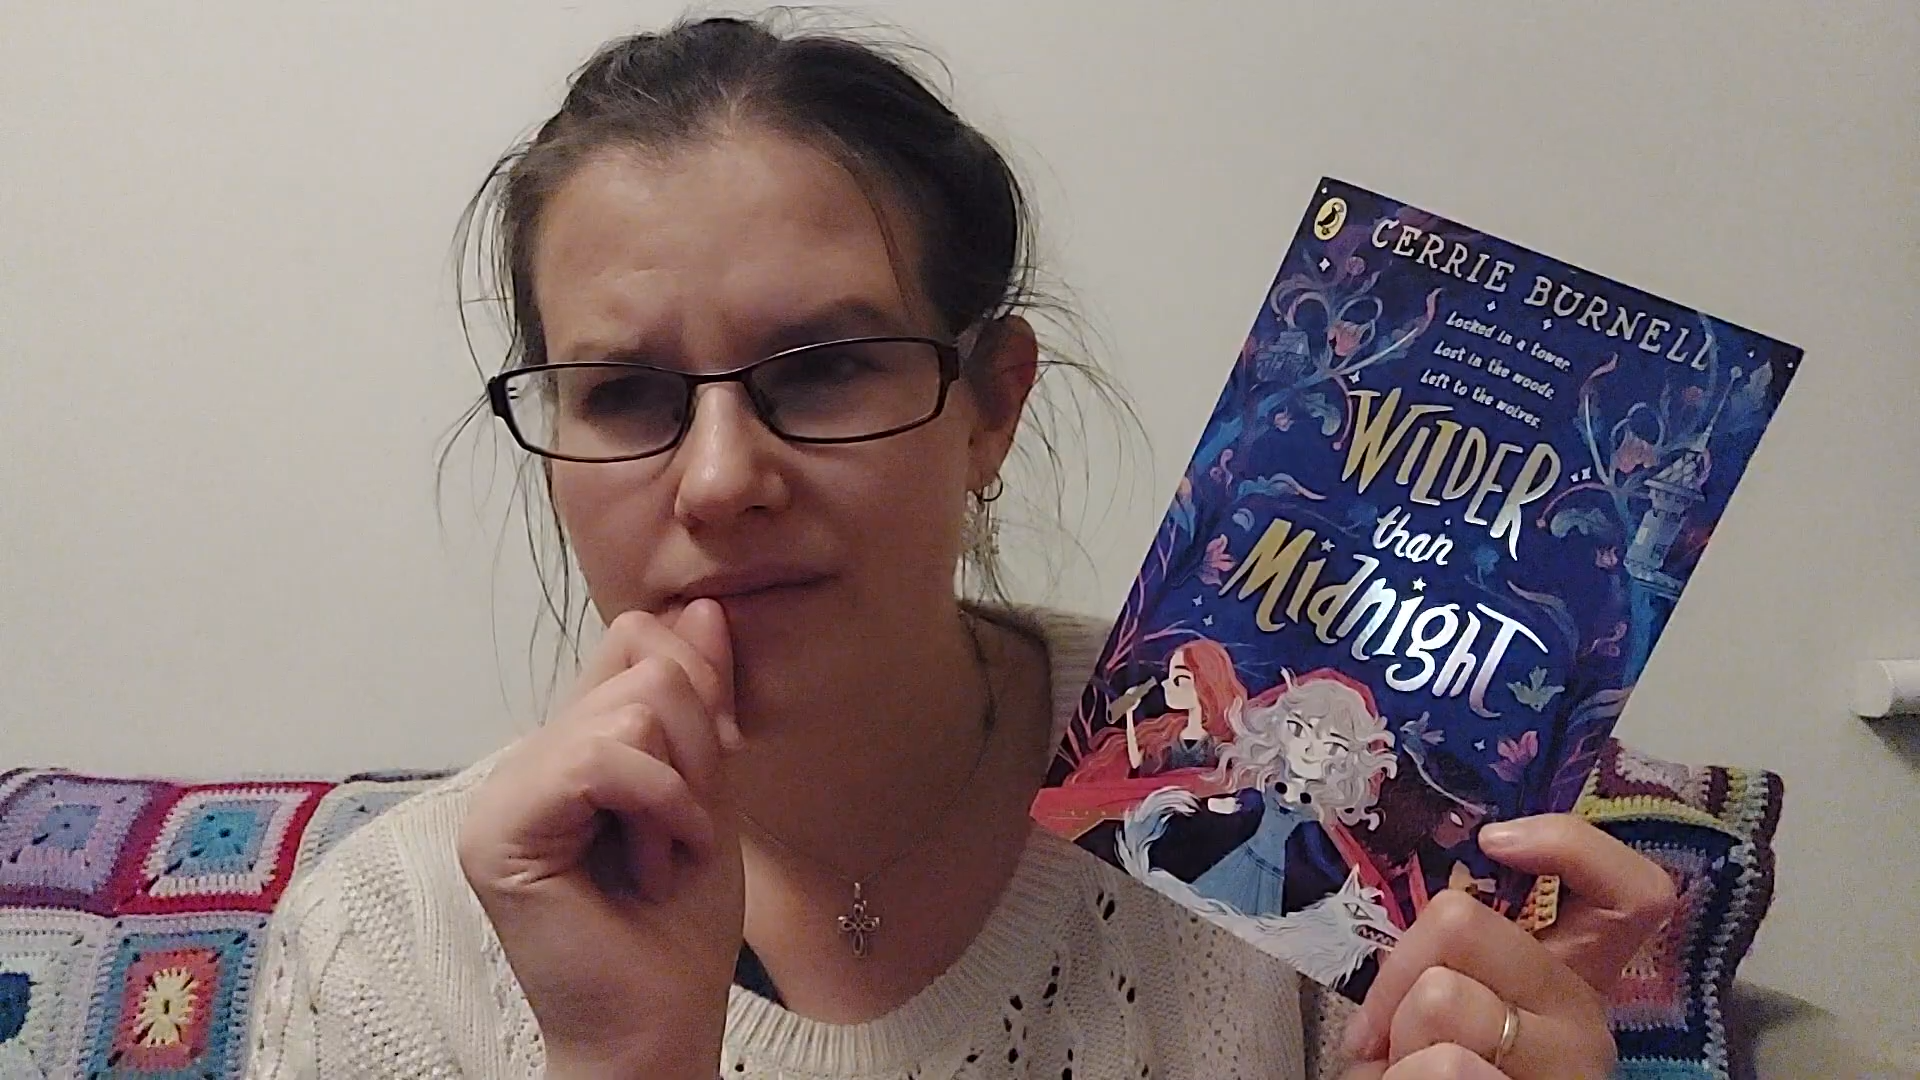 CERRIE BURNELL
Locked in a tower.
Lost in the woods.
Left to the wolves.
WILDER
than
Midnight